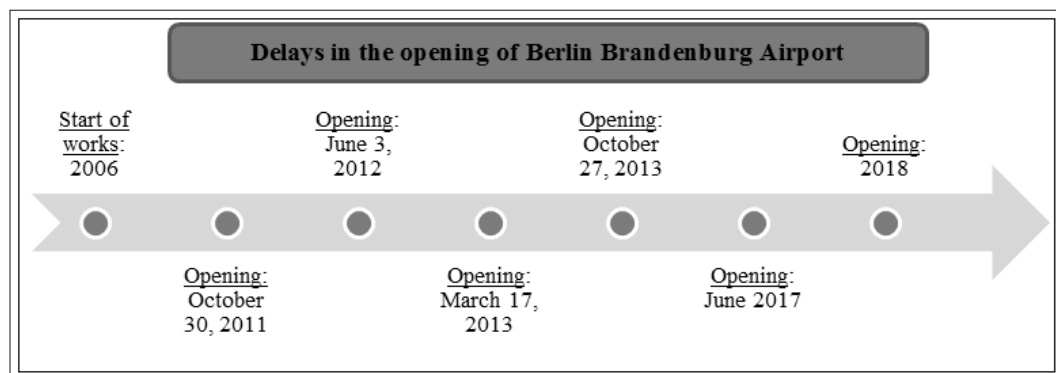 Delays in the opening of Berlin Brandenburg Airport
Start of
works:
2006
Opening:
October
30, 2011
Opening:
June 3,
2012
Opening:
March 17,
2013
Opening:
October
27, 2013
Opening:
June 2017
Opening:
2018